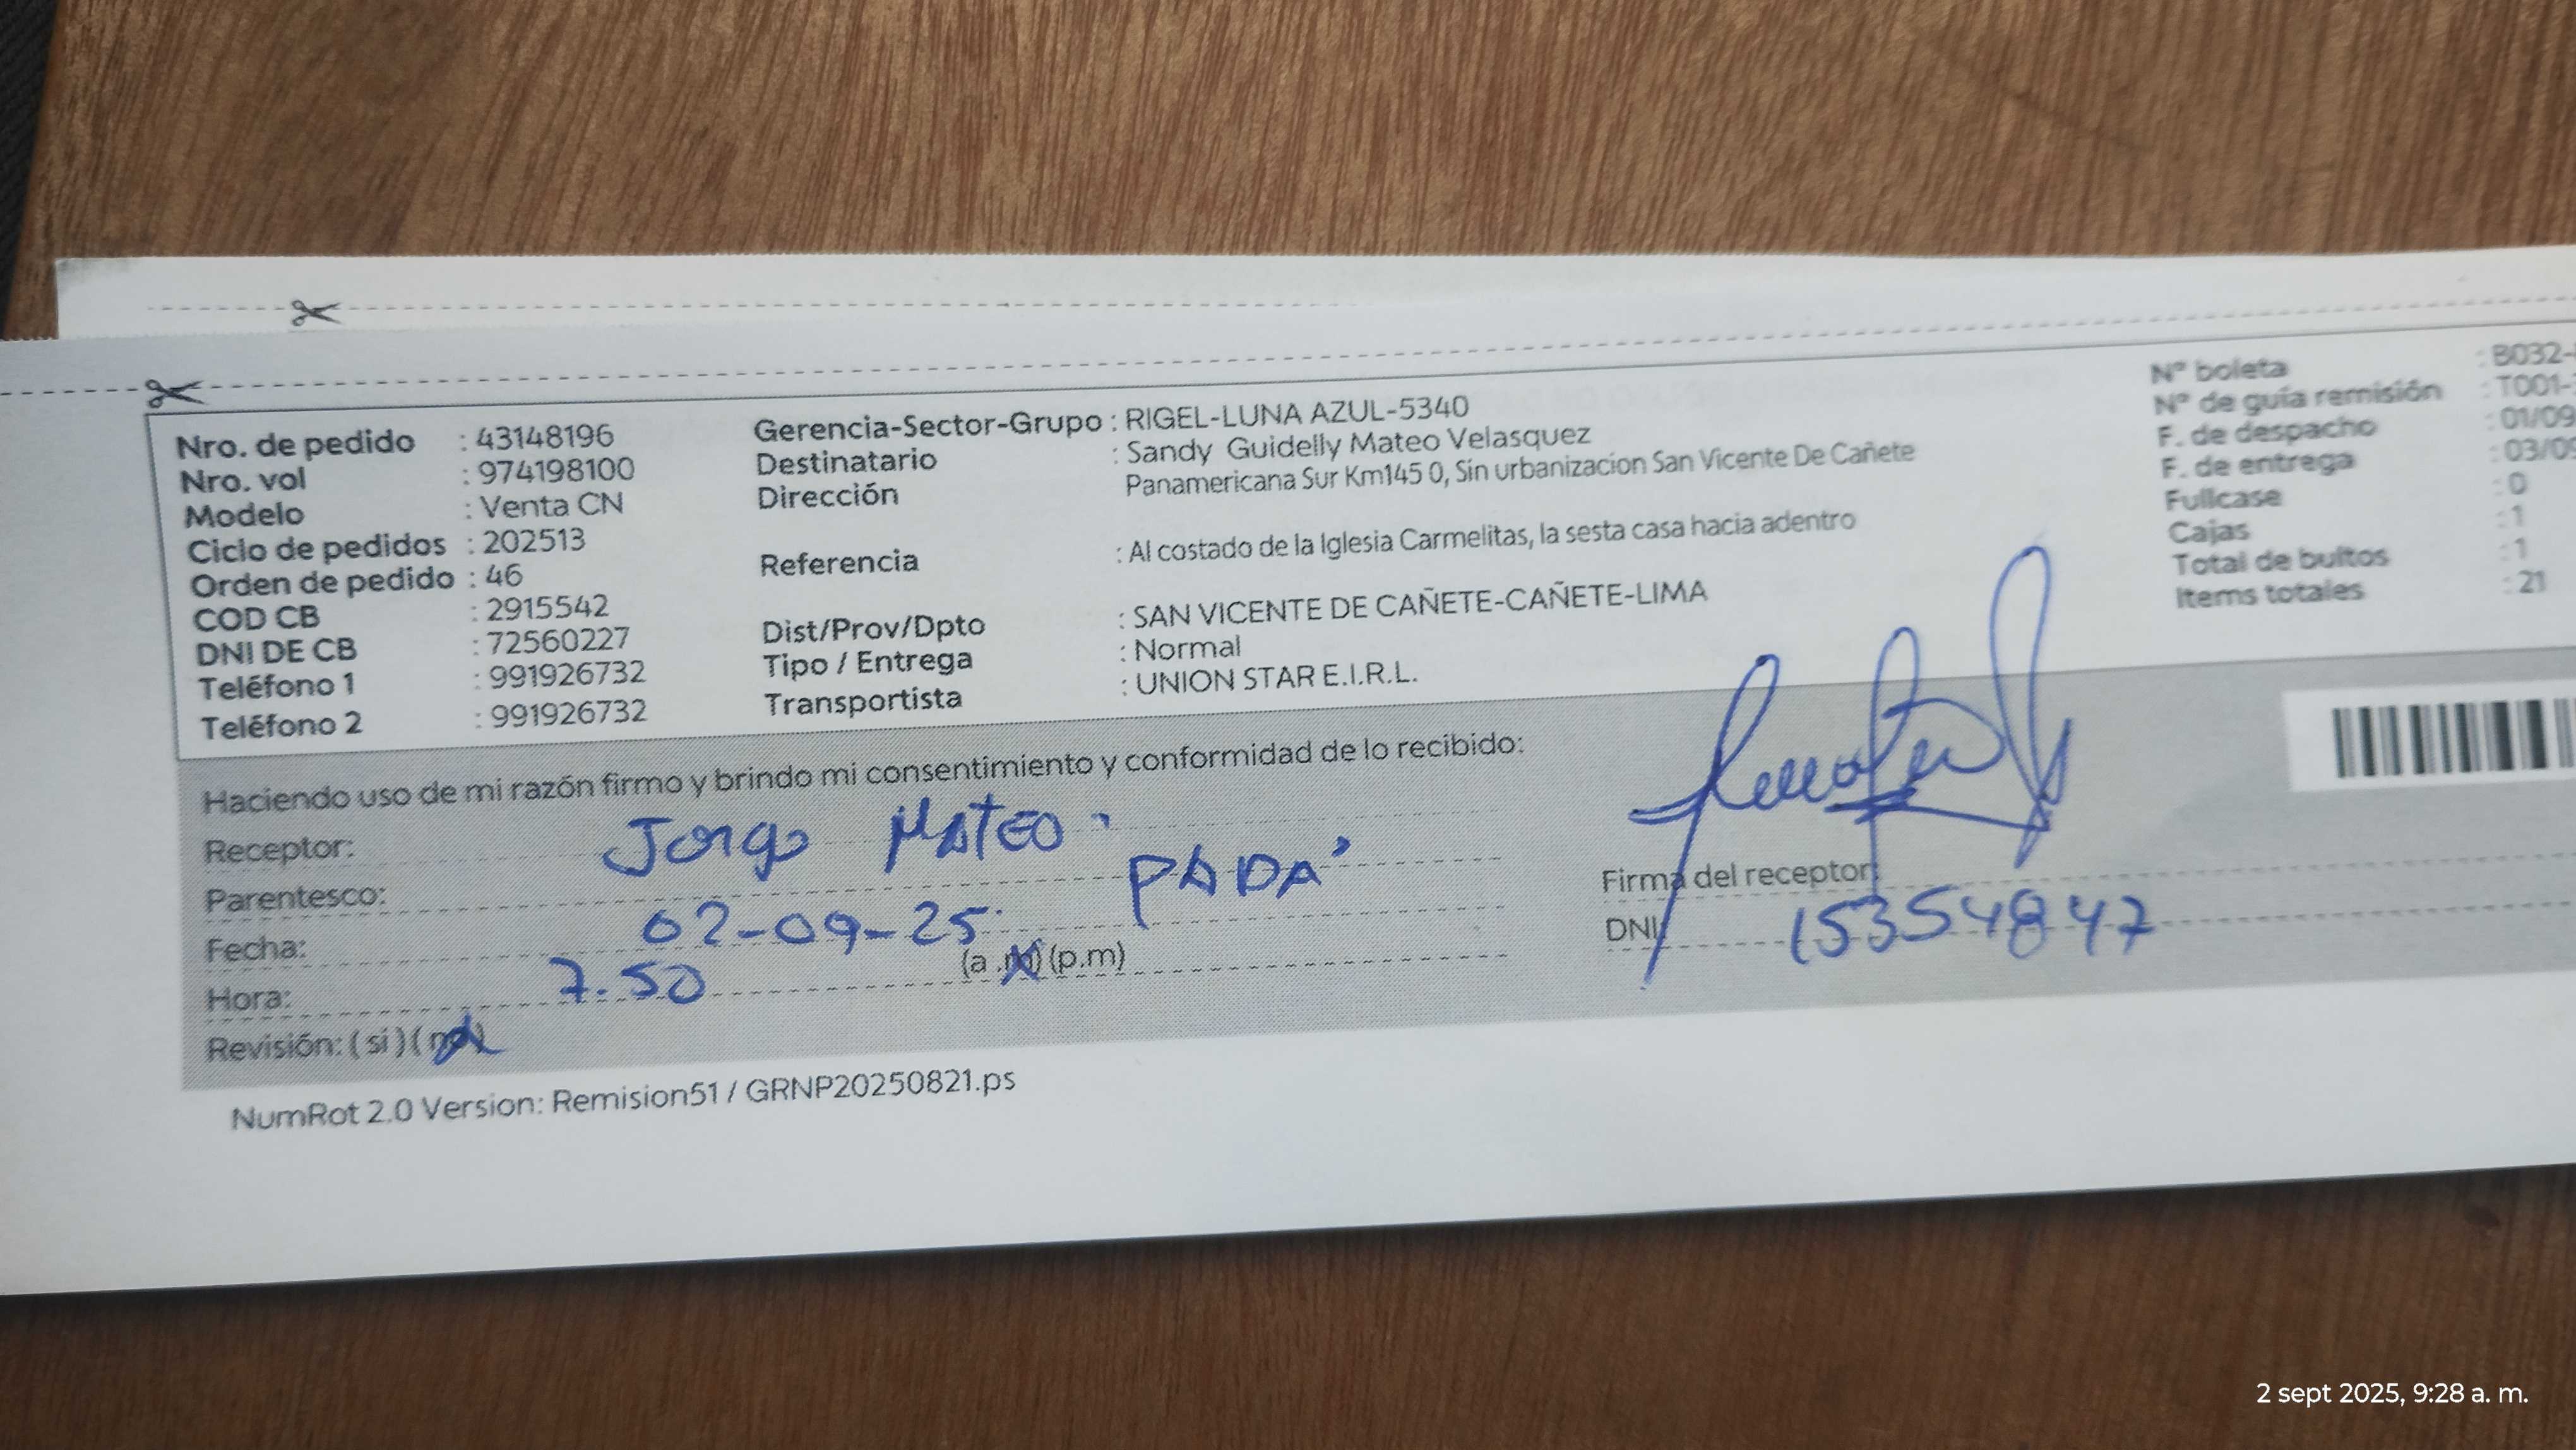 Nro. de pedido : 43148196
Nro. vol : 974198100
Modelo : Venta CN
Ciclo de pedidos : 202513
Orden de pedido : 46
COD CB : 2915542
DNI DE CB : 72560227
Teléfono 1 : 991926732
Teléfono 2 : 991926732
Gerencia-Sector-Grupo : RIGEL-LUNA AZUL-5340
Destinatario : Sandy Guidelly Mateo Velasquez
Dirección Panamericana Sur Km145 0, Sin urbanizacion San Vicente De Cañete
Referencia : Al costado de la Iglesia Carmelitas, la sesta casa hacia adentro
Dist/Prov/Dpto : SAN VICENTE DE CAÑETE-CAÑETE-LIMA
Tipo / Entrega : Normal
Transportista : UNION STAR E.I.R.L.
N° boleta : B032-
N° de guía remisión : T001-
F. de despacho : 01/09
F. de entrega : 03/09
Fullcase : 0
Cajas : 1
Total de bultos : 1
Items totales : 21
Haciendo uso de mi razón firmo y brindo mi consentimiento y conformidad de lo recibido:
Receptor: Jorge MATEO.
Parentesco: PAPA'
Fecha: 02-09-25
Hora: 7.50 (a.m) (p.m)
Revisión: (si) (no)
Firma del receptor:
DNI: 15354847
NumRot 2.0 Version: Remision51 / GRNP20250821.ps
2 sept 2025, 9:28 a. m.